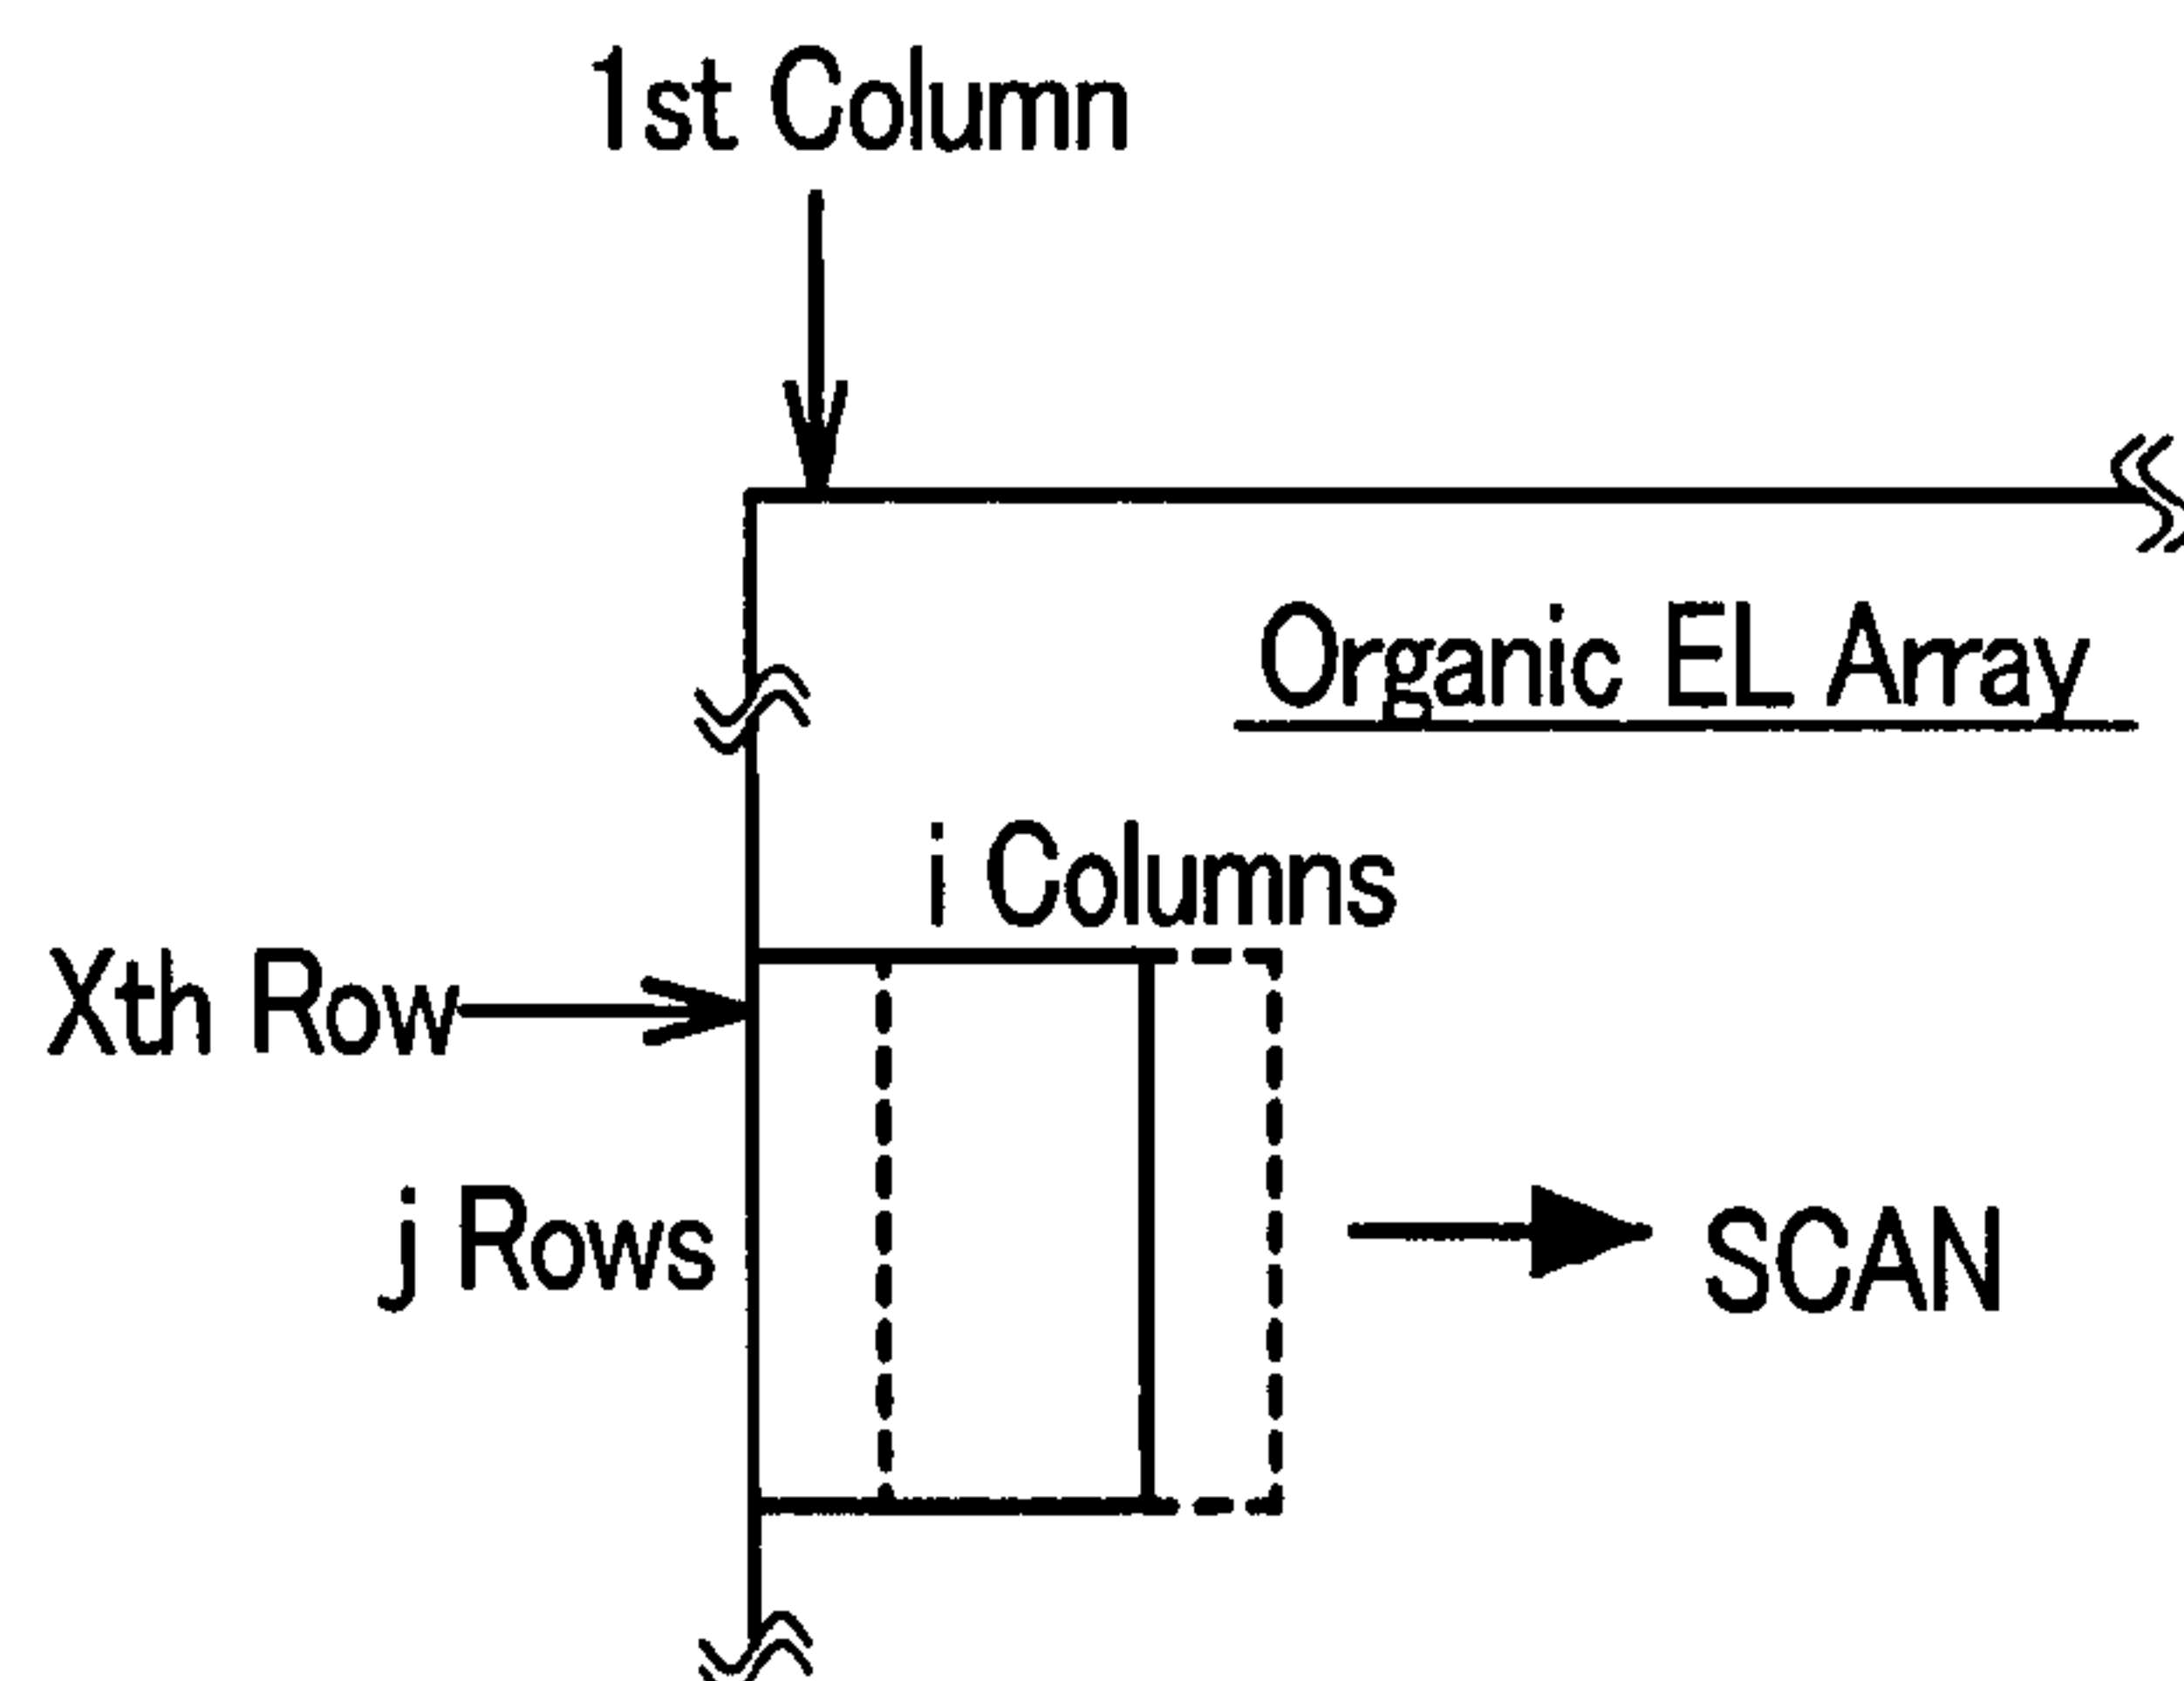 1st Column
Organic EL Array
i Columns
Xth Row
j Rows
SCAN